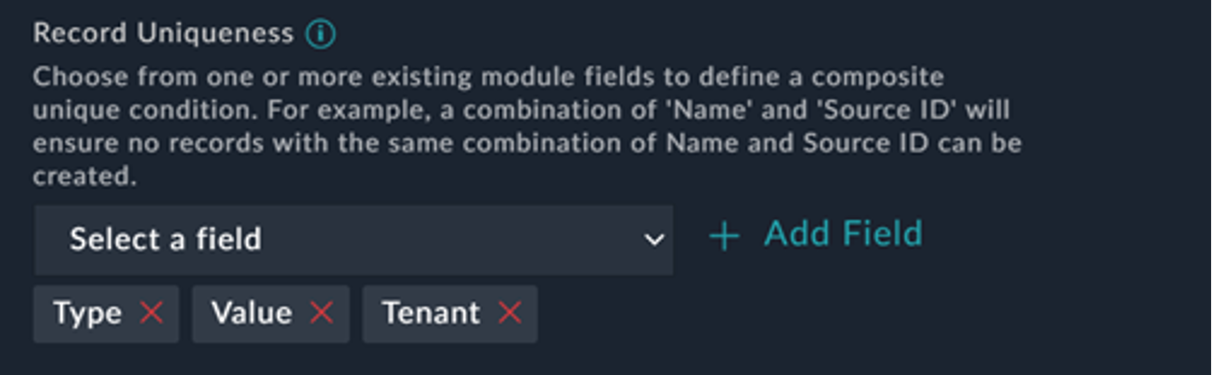 Record Uniqueness
Choose from one or more existing module fields to define a composite
unique condition. For example, a combination of 'Name' and 'Source ID' will
ensure no records with the same combination of Name and Source ID can be
created.
Select a field
+ Add Field
Type × Value × Tenant ×